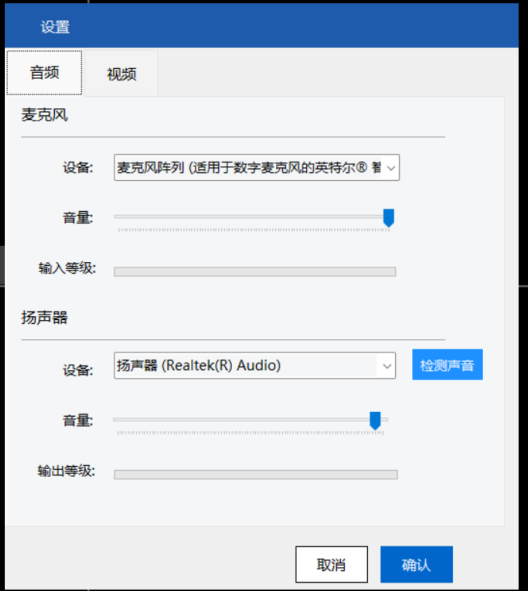 设置
音频 视频
麦克风
设备: 麦克风阵列 (适用于数字麦克风的英特尔® 智
音量:
输入等级:
扬声器
设备: 扬声器 (Realtek(R) Audio) 检测声音
音量:
输出等级:
取消 确认